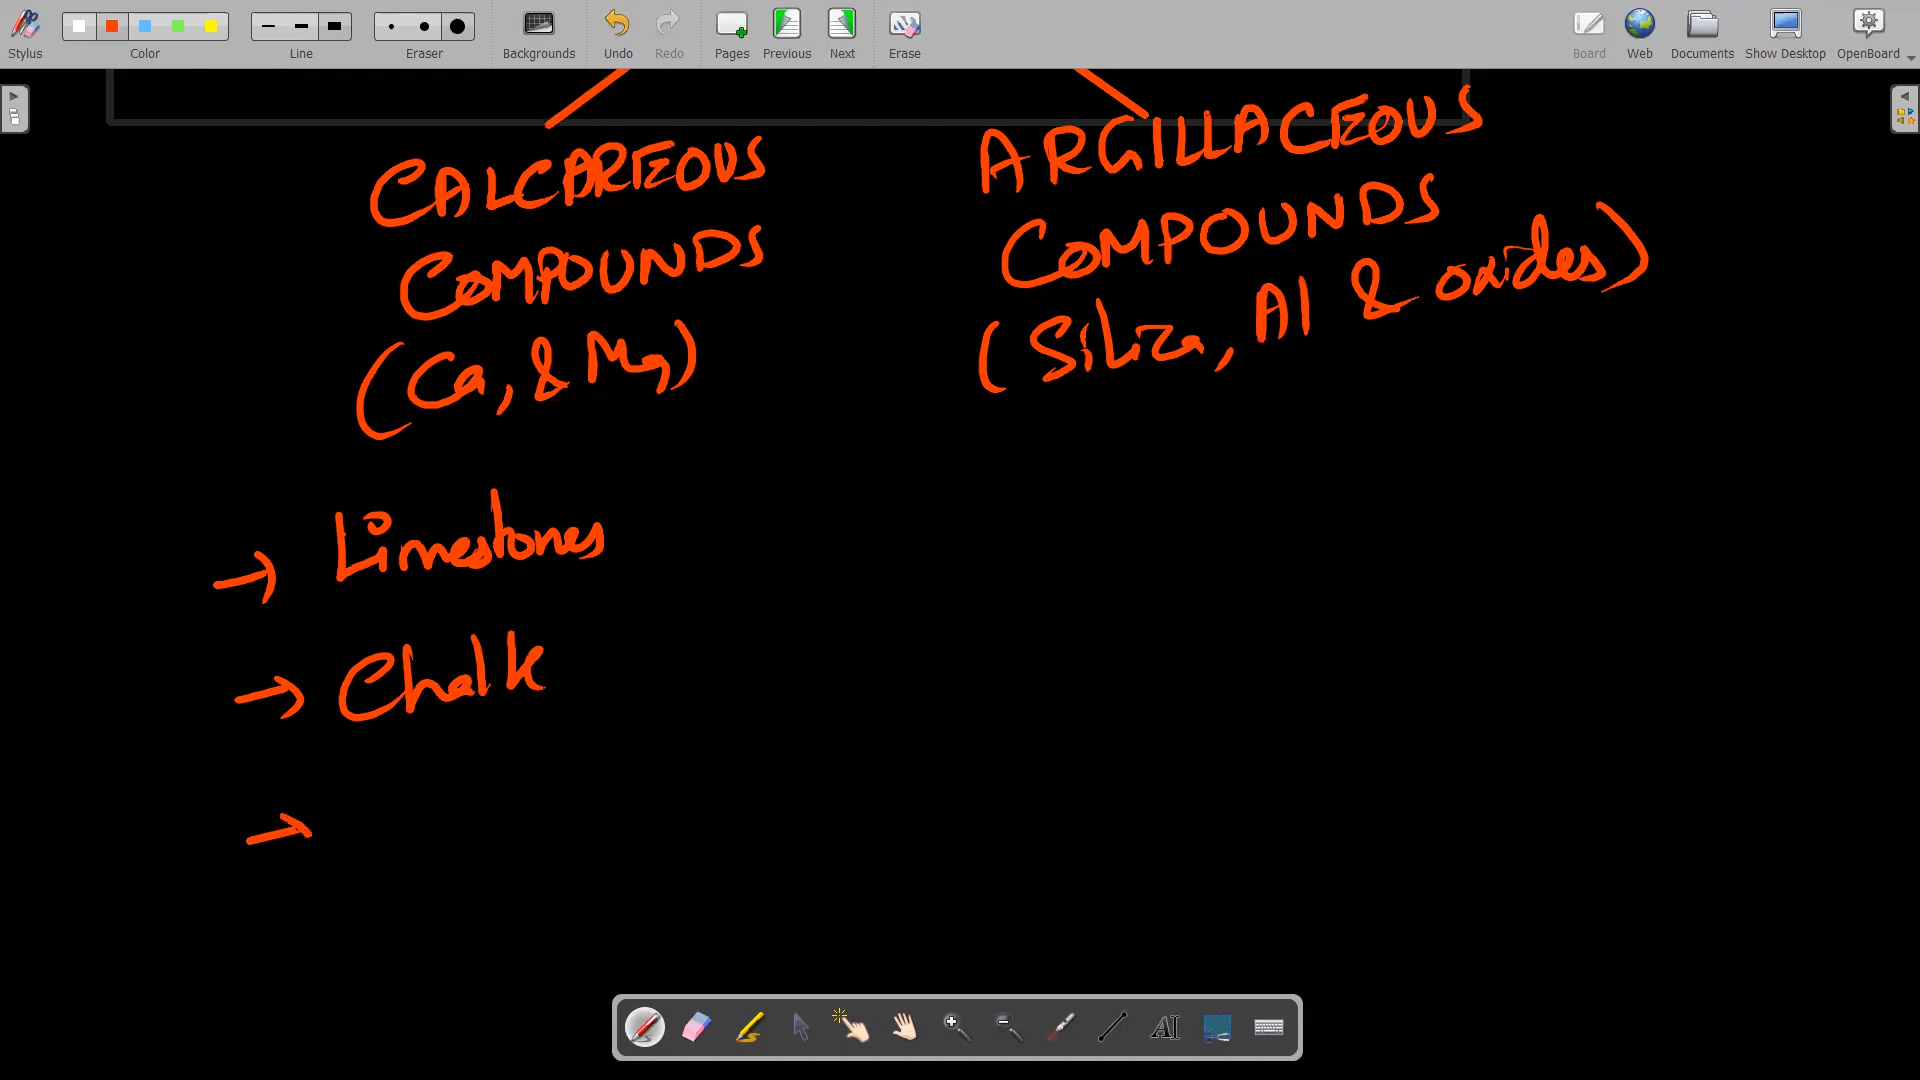 Stylus Color Line Eraser Backgrounds Undo Redo Pages Previous Next Erase Board Web Documents Show Desktop OpenBoard
CALCAREOUS
COMPOUNDS
(Ca, & Mg)
ARGILLACEOUS
COMPOUNDS
(Siliza, Al & oxides)
→ Limestones
→ Chalk
→